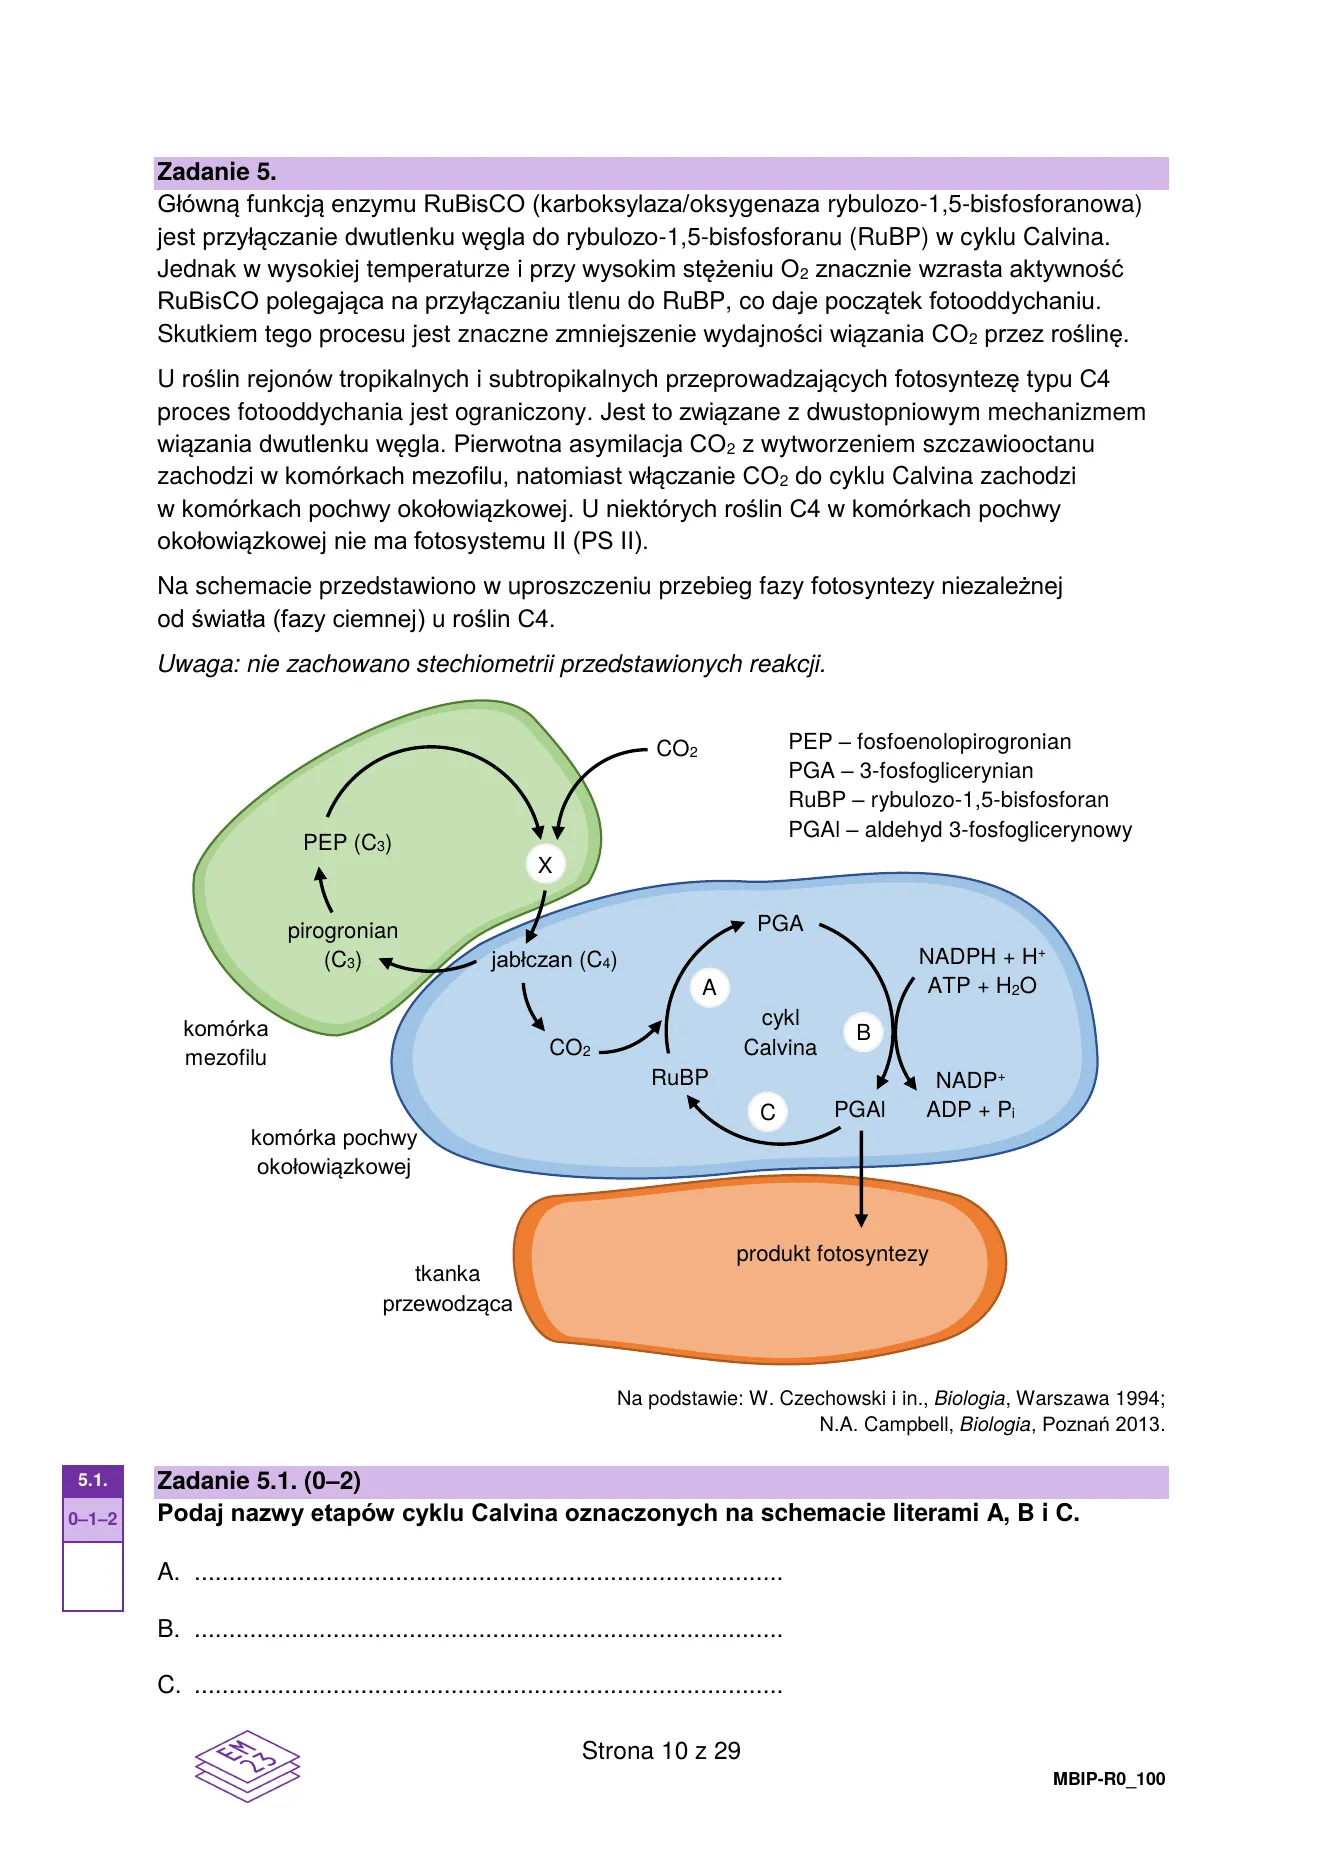 Zadanie 5.
Główną funkcją enzymu RuBisCO (karboksylaza/oksygenaza rybulozo-1,5-bisfosforanowa)
jest przyłączanie dwutlenku węgla do rybulozo-1,5-bisfosforanu (RuBP) w cyklu Calvina.
Jednak w wysokiej temperaturze i przy wysokim stężeniu O₂ znacznie wzrasta aktywność
RuBisCO polegająca na przyłączaniu tlenu do RuBP, co daje początek fotooddychaniu.
Skutkiem tego procesu jest znaczne zmniejszenie wydajności wiązania CO₂ przez roślinę.
U roślin rejonów tropikalnych i subtropikalnych przeprowadzających fotosyntezę typu C4
proces fotooddychania jest ograniczony. Jest to związane z dwustopniowym mechanizmem
wiązania dwutlenku węgla. Pierwotna asymilacja CO₂ z wytworzeniem szczawiooctanu
zachodzi w komórkach mezofilu, natomiast włączanie CO₂ do cyklu Calvina zachodzi
w komórkach pochwy okołowiązkowej. U niektórych roślin C4 w komórkach pochwy
okołowiązkowej nie ma fotosystemu II (PS II).
Na schemacie przedstawiono w uproszczeniu przebieg fazy fotosyntezy niezależnej
od światła (fazy ciemnej) u roślin C4.
Uwaga: nie zachowano stechiometrii przedstawionych reakcji.
CO₂
PEP – fosfoenolopirogronian
PGA – 3-fosfoglicerynian
RuBP – rybulozo-1,5-bisfosforan
PGAl – aldehyd 3-fosfoglicerynowy
PEP (C₃)
X
pirogronian
(C₃)
jabłczan (C₄)
PGA
NADPH + H⁺
ATP + H₂O
A
cykl
Calvina
B
komórka
mezofilu
CO₂
RuBP
NADP⁺
ADP + Pᵢ
C
PGAl
komórka pochwy
okołowiązkowej
produkt fotosyntezy
tkanka
przewodząca
Na podstawie: W. Czechowski i in., Biologia, Warszawa 1994;
N.A. Campbell, Biologia, Poznań 2013.
5.1.
0–1–2
Zadanie 5.1. (0–2)
Podaj nazwy etapów cyklu Calvina oznaczonych na schemacie literami A, B i C.
A. ....................................................................................
B. ....................................................................................
C. ....................................................................................
EM
23
Strona 10 z 29
MBIP-R0_100